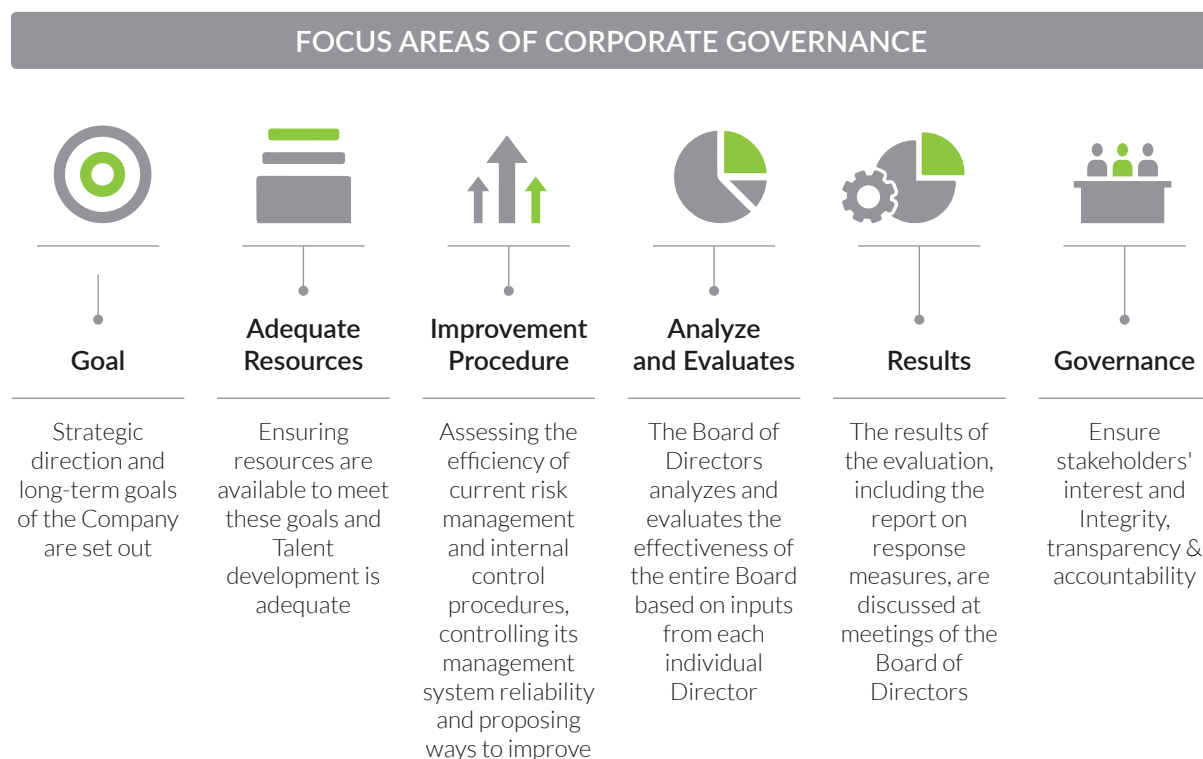 FOCUS AREAS OF CORPORATE GOVERNANCE
Goal
Strategic
direction and
long-term goals
of the Company
are set out
Adequate
Resources
Ensuring
resources are
available to meet
these goals and
Talent
development is
adequate
Improvement
Procedure
Assessing the
efficiency of
current risk
management
and internal
control
procedures,
controlling its
management
system reliability
and proposing
ways to improve
Analyze
and Evaluates
The Board of
Directors
analyzes and
evaluates the
effectiveness of
the entire Board
based on inputs
from each
individual
Director
Results
The results of
the evaluation,
including the
report on
response
measures, are
discussed at
meetings of the
Board of
Directors
Governance
Ensure
stakeholders'
interest and
Integrity,
transparency &
accountability